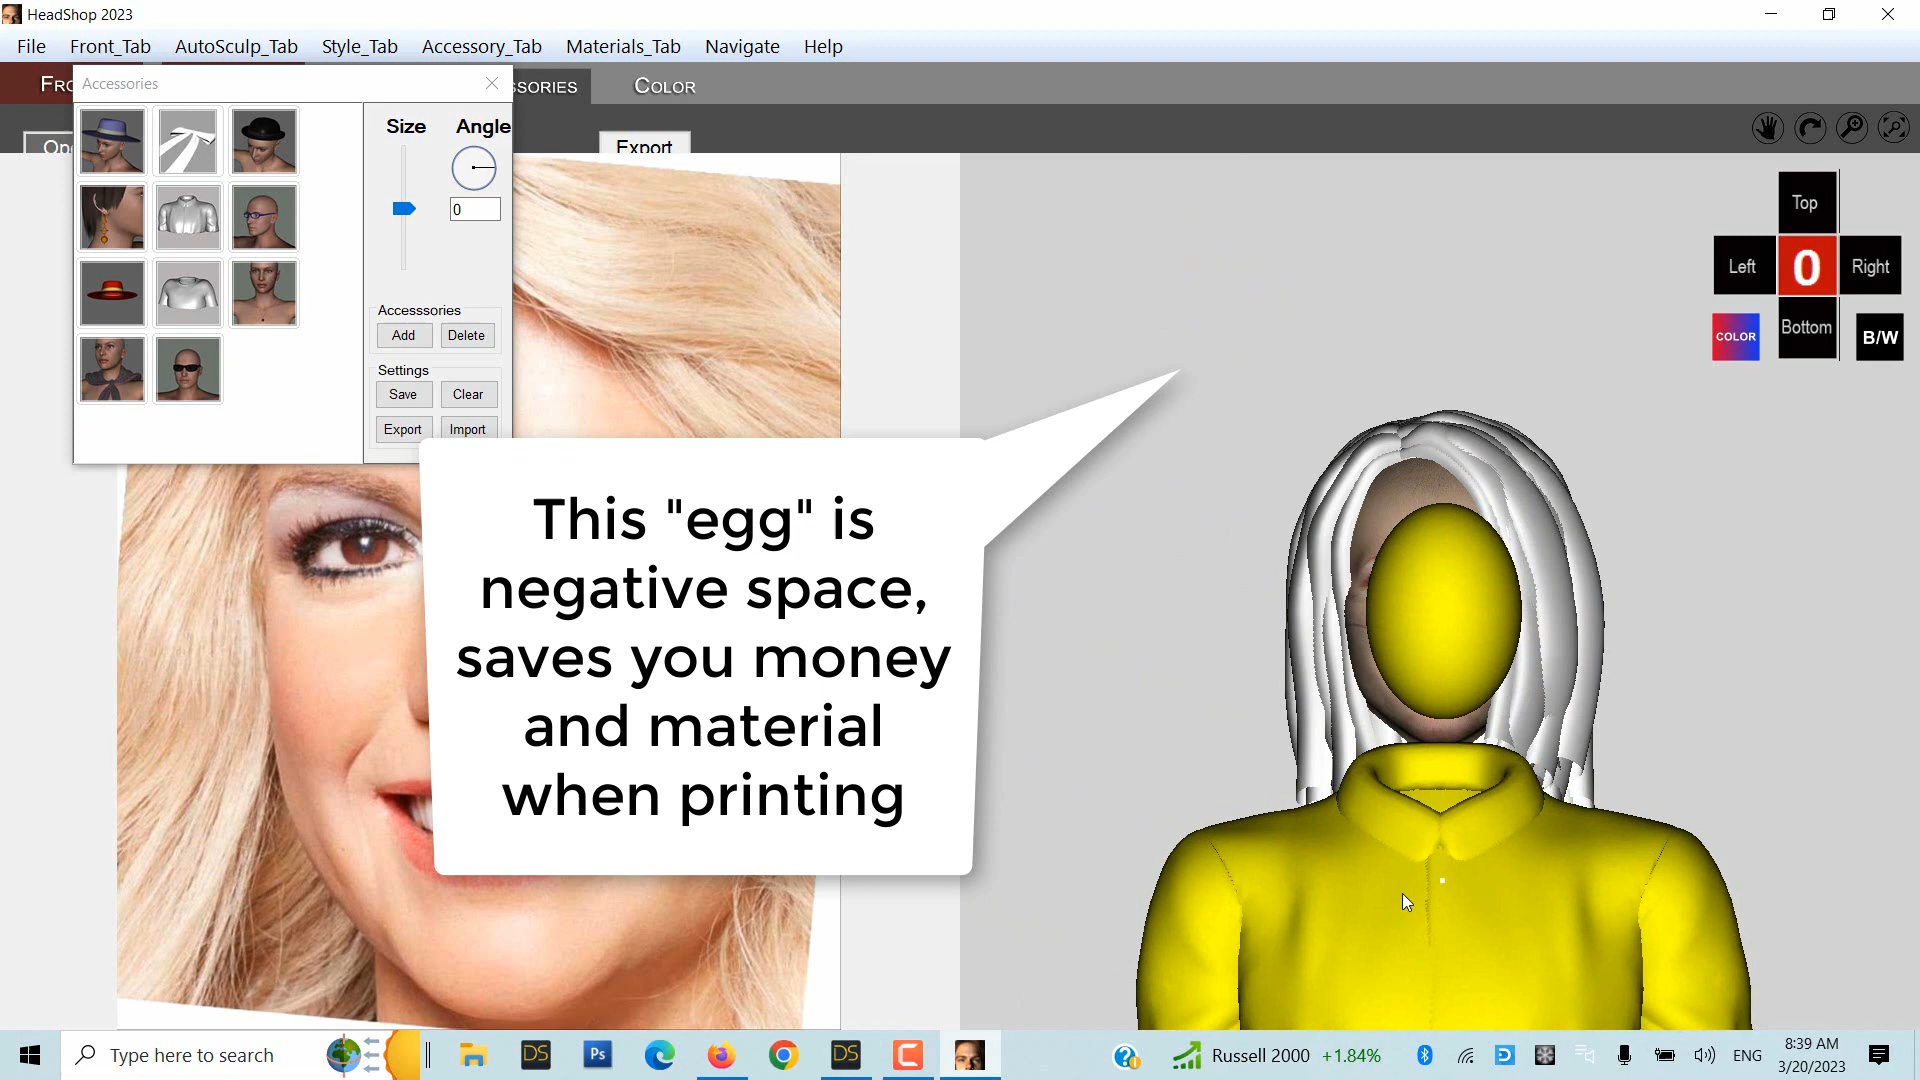 HeadShop 2023
File Front_Tab AutoSculp_Tab Style_Tab Accessory_Tab Materials_Tab Navigate Help
Accessories
COLOR
Export
Size Angle
0
Accesssories
Add Delete
Settings
Save Clear
Export Import
Top
Left 0 Right
COLOR Bottom B/W
This "egg" is
negative space,
saves you money
and material
when printing
Type here to search
DS
Ps
DS
Russell 2000 +1.84%
ENG
8:39 AM
3/20/2023